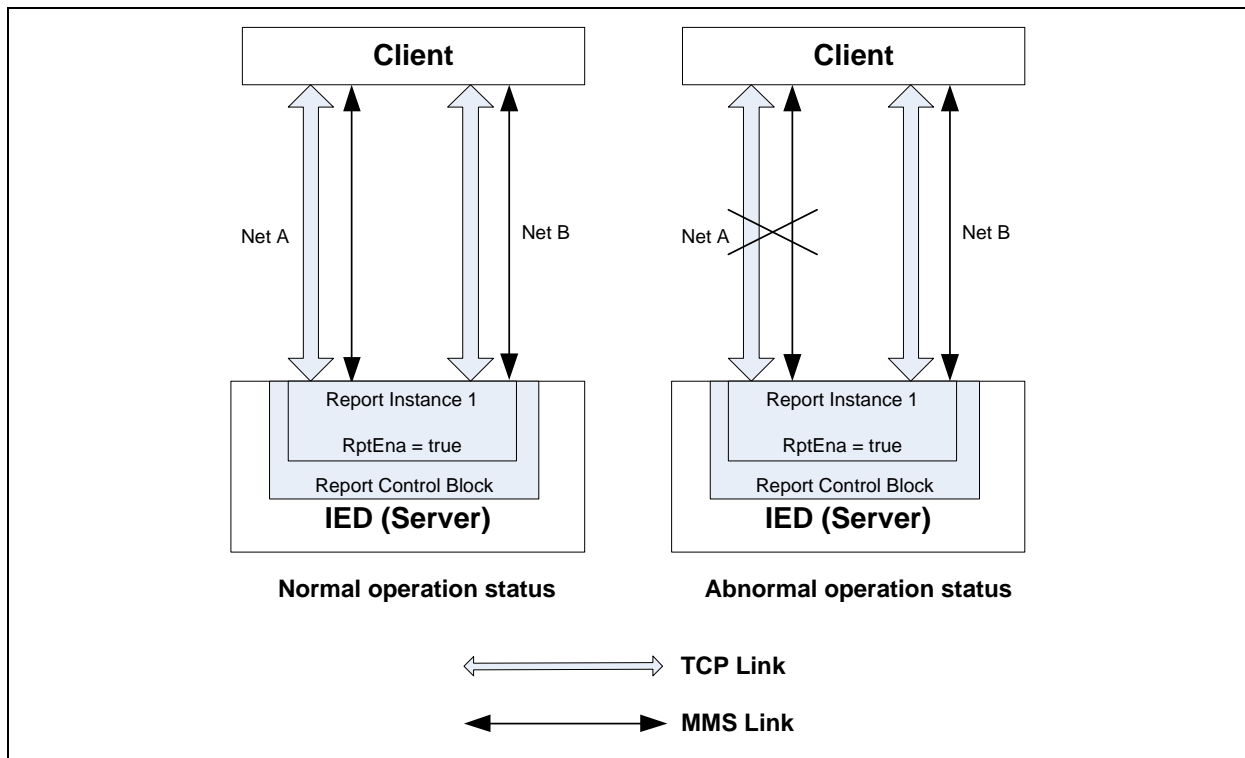 Client
Net A
Net B
Report Instance 1
RptEna = true
Report Control Block
IED (Server)
Normal operation status
Client
Net A
Net B
Report Instance 1
RptEna = true
Report Control Block
IED (Server)
Abnormal operation status
TCP Link
MMS Link